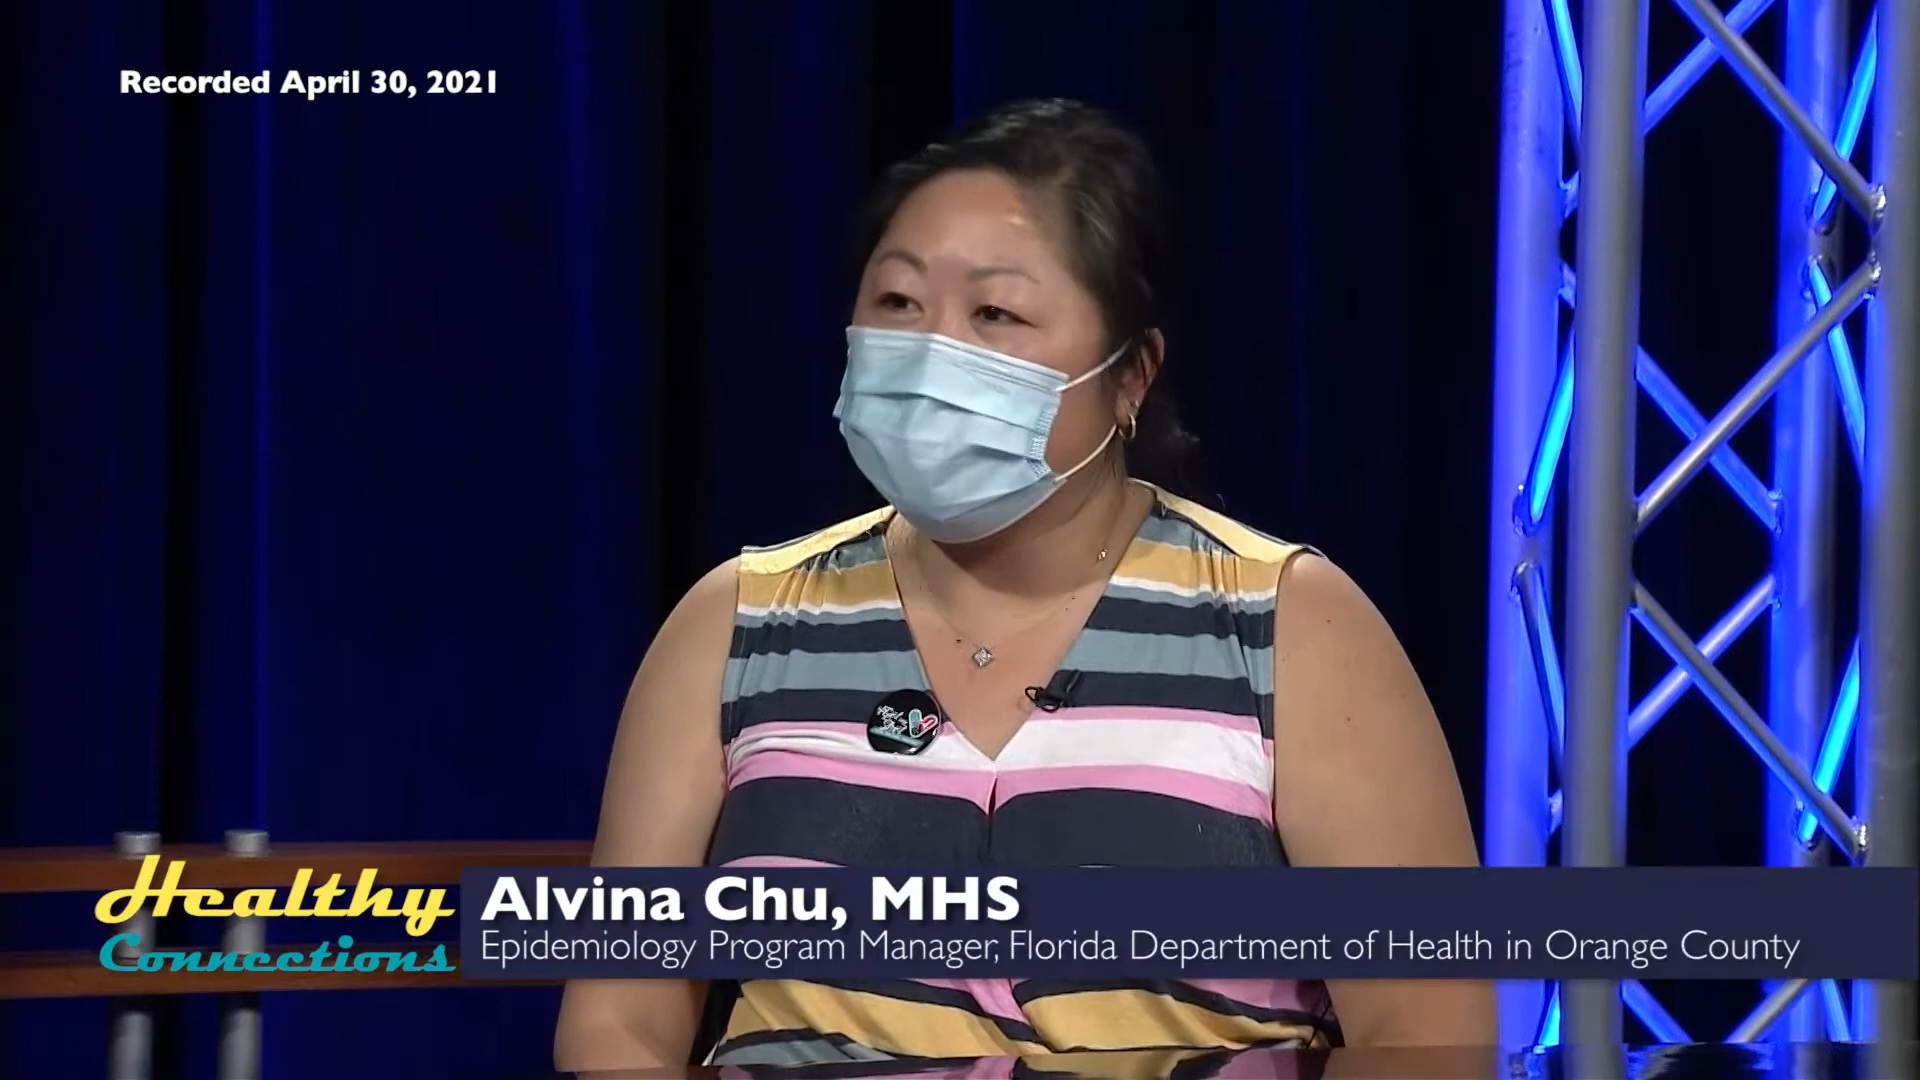 Recorded April 30, 2021
Healthy
Connections
Alvina Chu, MHS
Epidemiology Program Manager, Florida Department of Health in Orange County